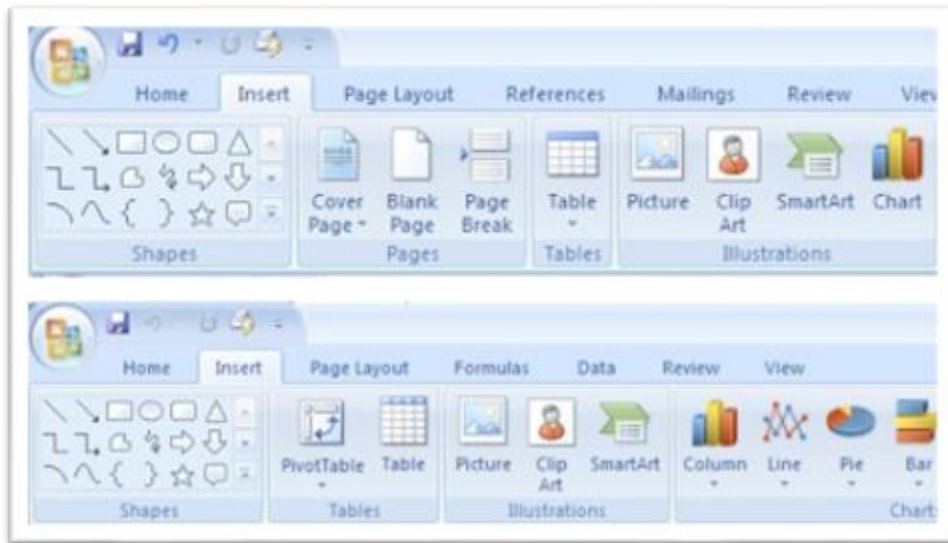 Home Insert Page Layout References Mailings Review View
Cover Page Blank Page Page Break Table Picture Clip Art SmartArt Chart
Shapes Pages Tables Illustrations
Home Insert Page Layout Formulas Data Review View
PivotTable Table Picture Clip Art SmartArt Column Line Pie Bar
Shapes Tables Illustrations Chart